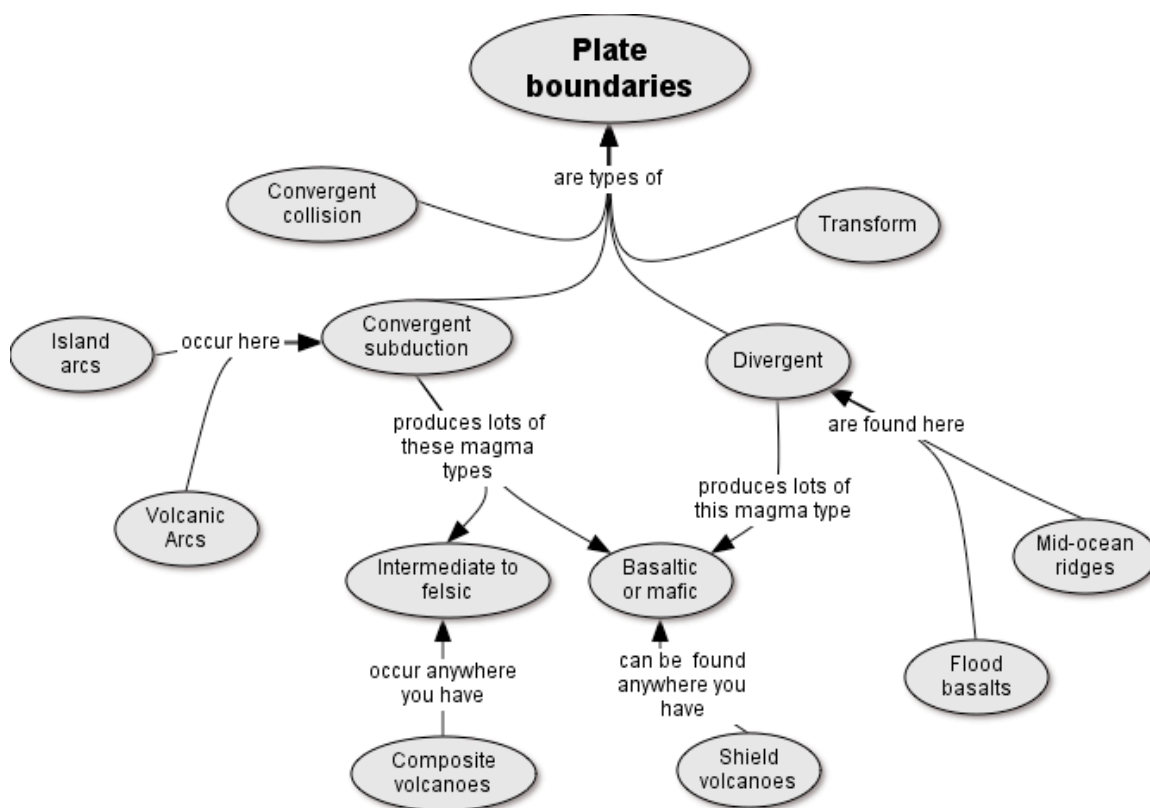 Plate
boundaries
are types of
Convergent
collision
Transform
Island
arcs
occur here
Convergent
subduction
Divergent
produces lots of
these magma
types
are found here
Volcanic
Arcs
produces lots of
this magma type
Mid-ocean
ridges
Intermediate to
felsic
Basaltic
or mafic
occur anywhere
you have
can be found
anywhere you
have
Flood
basalts
Composite
volcanoes
Shield
volcanoes